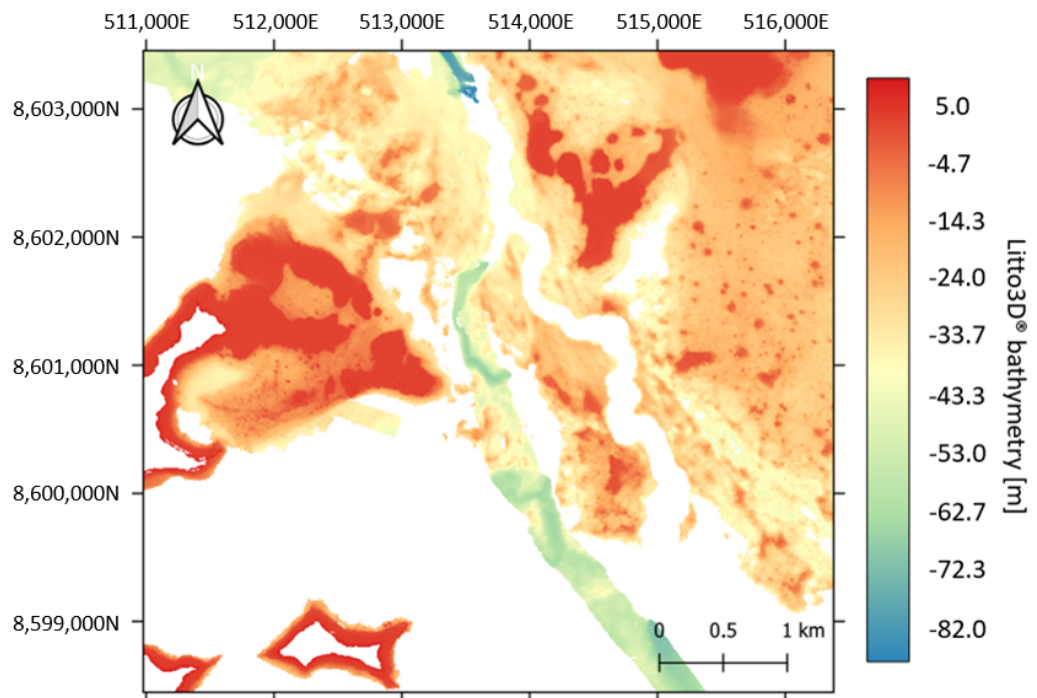 511,000E 512,000E 513,000E 514,000E 515,000E 516,000E
N
8,603,000N
8,602,000N
8,601,000N
8,600,000N
8,599,000N
0 0.5 1 km
5.0
-4.7
-14.3
-24.0
-33.7
-43.3
-53.0
-62.7
-72.3
-82.0
Litto3D® bathymetry [m]